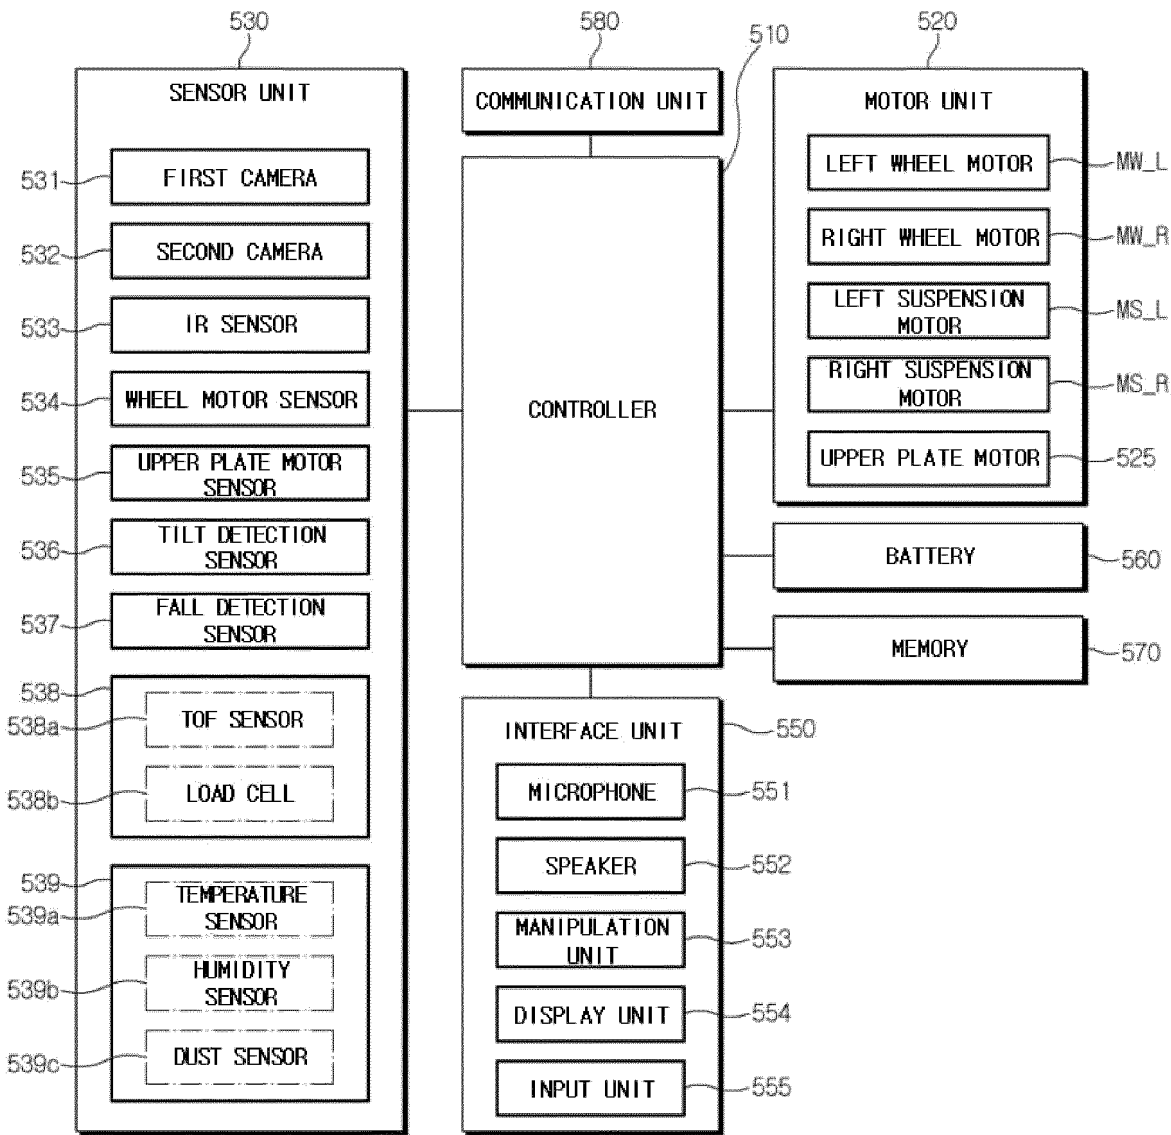 530
580
510
520
SENSOR UNIT
COMMUNICATION UNIT
MOTOR UNIT
531
FIRST CAMERA
532
SECOND CAMERA
533
IR SENSOR
534
WHEEL MOTOR SENSOR
535
UPPER PLATE MOTOR
SENSOR
536
TILT DETECTION
SENSOR
537
FALL DETECTION
SENSOR
538
538a
TOF SENSOR
538b
LOAD CELL
539
539a
TEMPERATURE
SENSOR
539b
HUMIDITY
SENSOR
539c
DUST SENSOR
CONTROLLER
LEFT WHEEL MOTOR
MW_L
RIGHT WHEEL MOTOR
MW_R
LEFT SUSPENSION
MOTOR
MS_L
RIGHT SUSPENSION
MOTOR
MS_R
UPPER PLATE MOTOR
525
BATTERY
560
MEMORY
570
INTERFACE UNIT
550
MICROPHONE
551
SPEAKER
552
MANIPULATION
UNIT
553
DISPLAY UNIT
554
INPUT UNIT
555